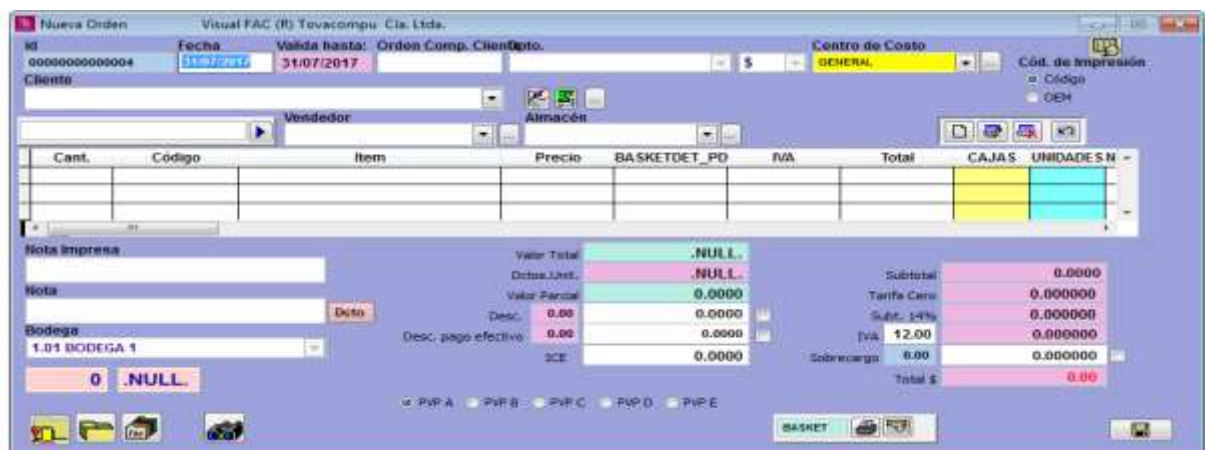 Nueva Orden Visual FAC (R) Tovacompu Cia. Ltda.
Id Fecha Valida hasta: Orden Comp. Cliente Dpto. Centro de Costo
00000000000004 31/07/2017 31/07/2017 $ GENERAL Cód. de Impresión
Cliente Código
OEM
Vendedor Almacén
Cant. Código Item Precio BASKETDET_PD IVA Total CAJAS UNIDADES N
Nota Impresa Valor Total .NULL.
Dctos.Unit. .NULL. Subtotal 0.0000
Nota Valor Parcial 0.0000 Tarifa Cero 0.000000
Dcto Desc. 0.00 0.0000 Subt. 14% 0.000000
Bodega Desc. pago efectivo 0.00 0.0000 IVA 12.00 0.000000
1.01 BODEGA 1 ICE 0.0000 Sobrecargo 0.00 0.000000
0 .NULL. Total $ 0.00
PVP A PVP B PVP C PVP D PVP E
BASKET